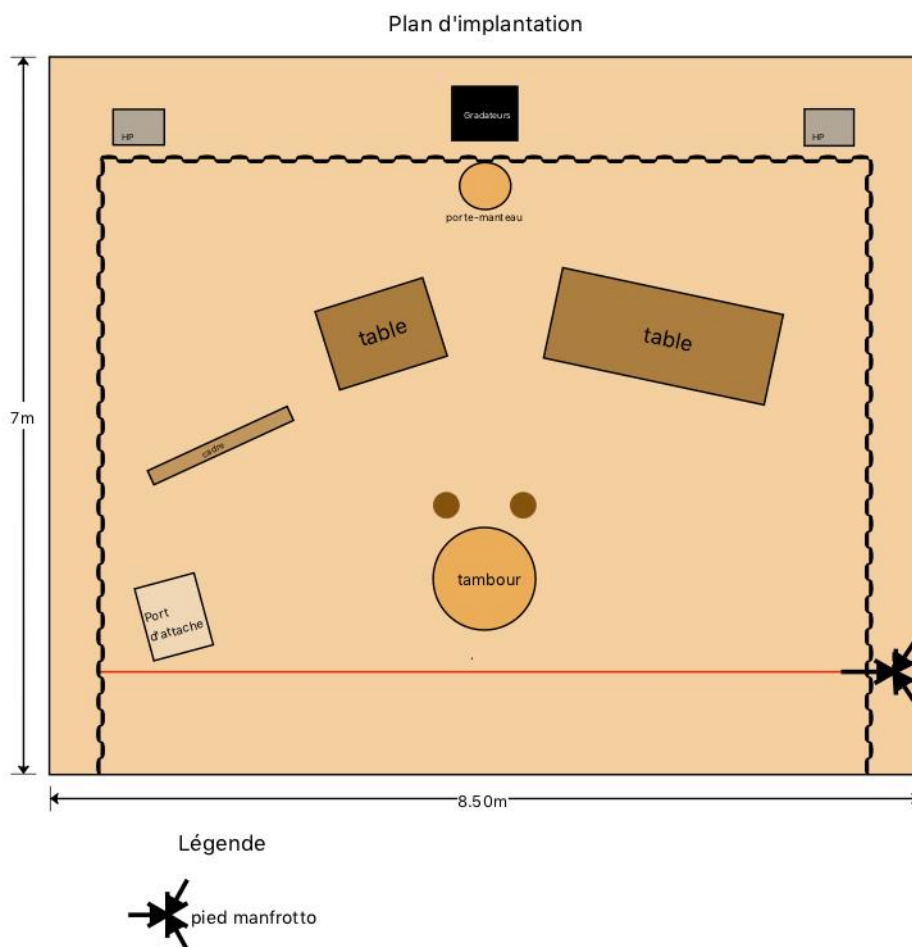 Plan d'implantation
Gradateurs
HP
HP
porte-manteau
table
table
7m
cadre
tambour
Port
d'attache
8.50m
Légende
pied manfrotto